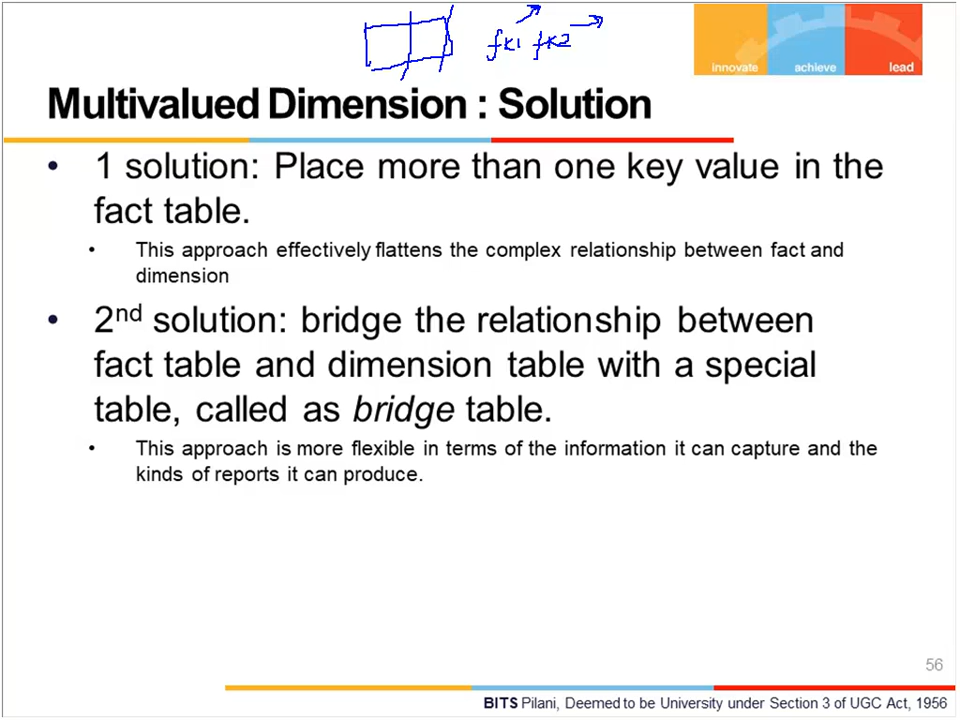 fK1 fK2
innovate achieve lead
Multivalued Dimension : Solution
• 1 solution: Place more than one key value in the
fact table.
• This approach effectively flattens the complex relationship between fact and
dimension
• 2nd solution: bridge the relationship between
fact table and dimension table with a special
table, called as bridge table.
• This approach is more flexible in terms of the information it can capture and the
kinds of reports it can produce.
56
BITS Pilani, Deemed to be University under Section 3 of UGC Act, 1956